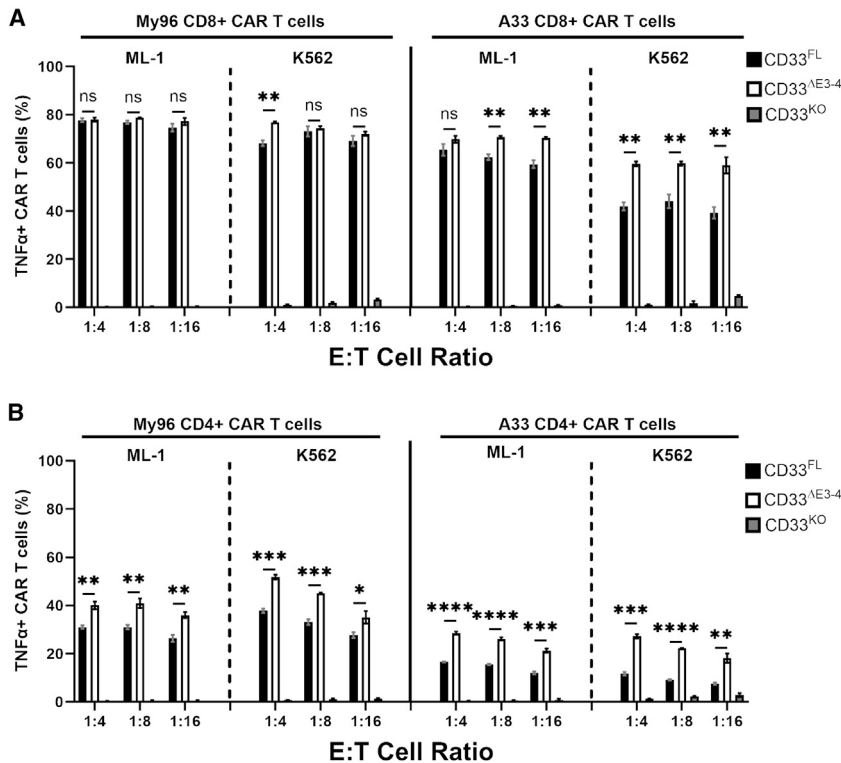 A
My96 CD8+ CAR T cells A33 CD8+ CAR T cells
ML-1 K562 ML-1 K562
CD33FL
CD33ΔE3-4
CD33KO
TNFα+ CAR T cells (%)
100
80
60
40
20
0
ns ns ns ** ns ns ns ** ** ** ** **
1:4 1:8 1:16 1:4 1:8 1:16 1:4 1:8 1:16 1:4 1:8 1:16
E:T Cell Ratio
B
My96 CD4+ CAR T cells A33 CD4+ CAR T cells
ML-1 K562 ML-1 K562
CD33FL
CD33ΔE3-4
CD33KO
TNFα+ CAR T cells (%)
100
80
60
40
20
0
** ** ** *** *** * **** **** *** *** **** **
1:4 1:8 1:16 1:4 1:8 1:16 1:4 1:8 1:16 1:4 1:8 1:16
E:T Cell Ratio